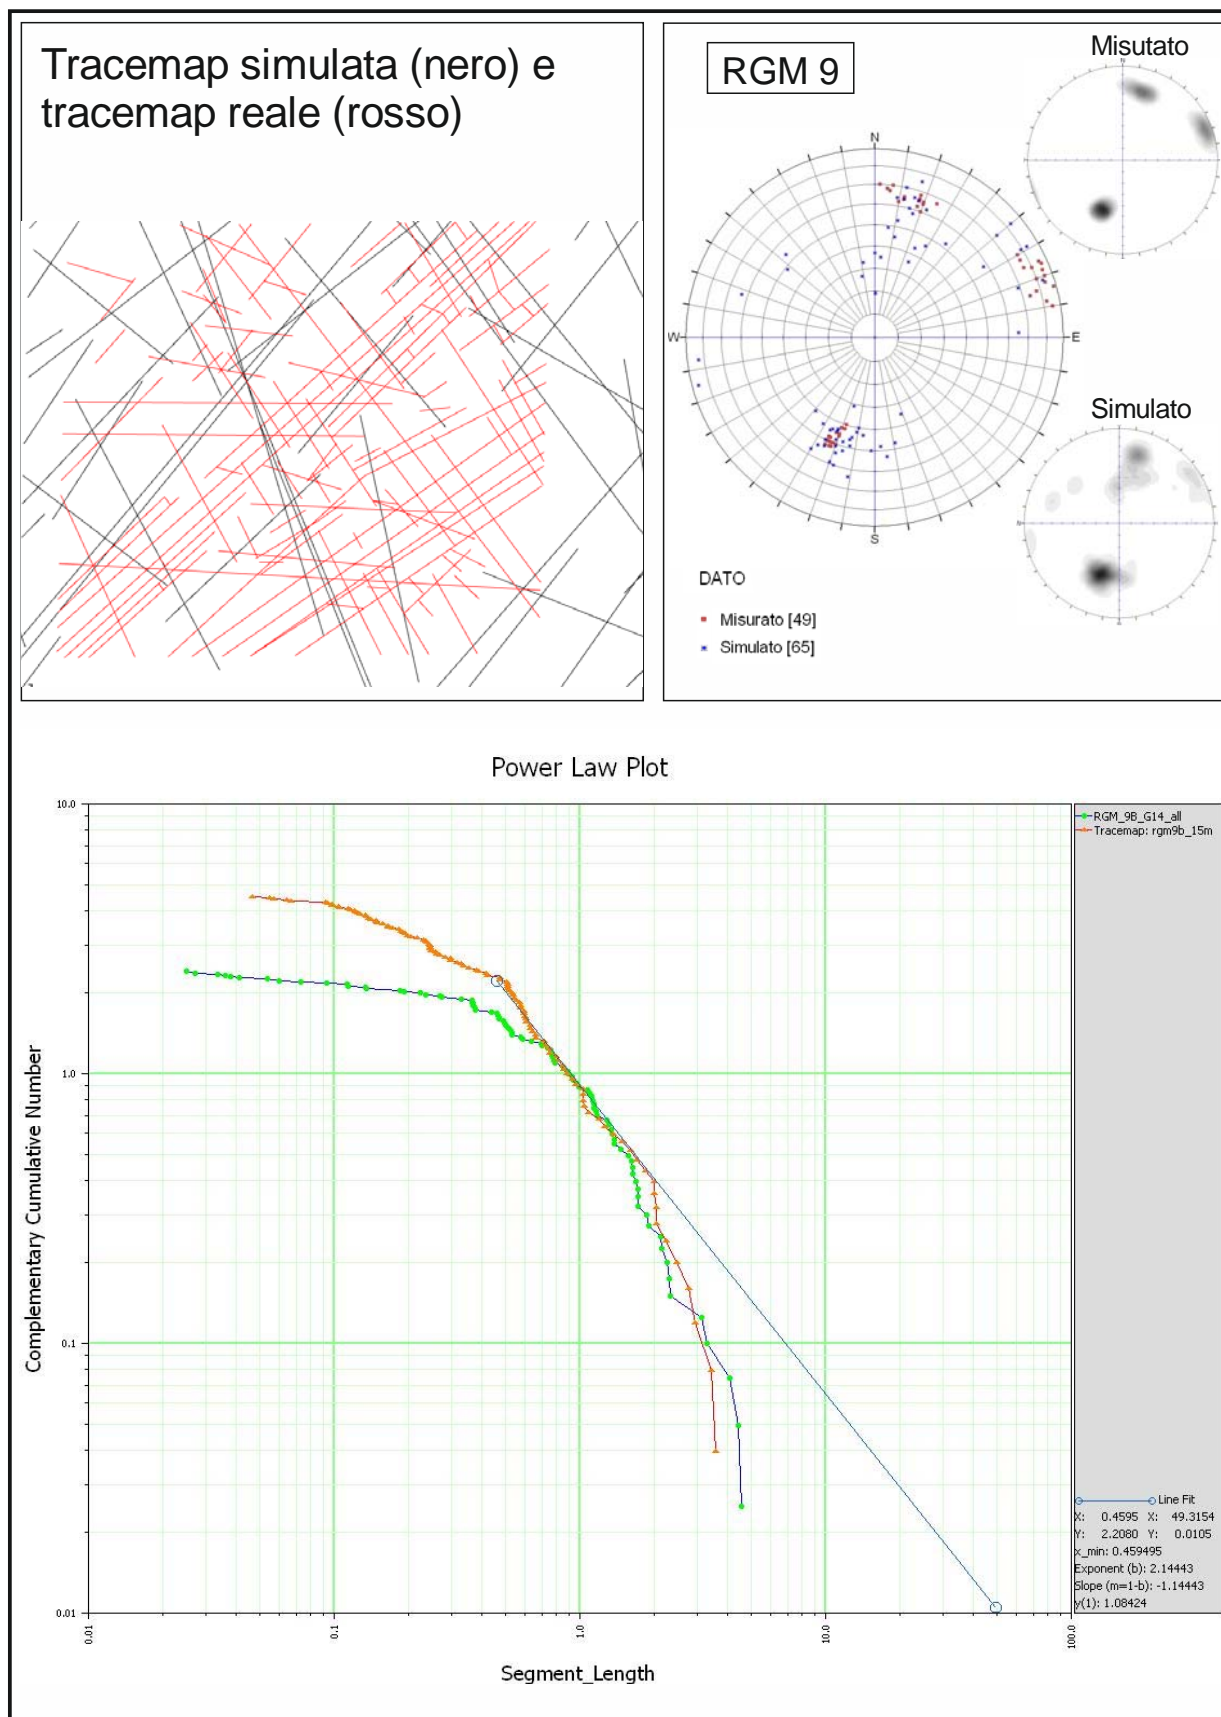 Tracemap simulata (nero) e
tracemap reale (rosso)
RGM 9
Misutato
N
N
W
E
S
Simulato
DATO
Misurato [49]
Simulato [65]
Power Law Plot
RGM_9B_G14_all
Tracemap: rgm9b_15m
10.0
1.0
0.1
0.01
Complementary Cumulative Number
0.01
0.1
1.0
10.0
100.0
Segment_Length
Line Fit
X: 0.4595 X: 49.3154
Y: 2.2080 Y: 0.0105
x_min: 0.459495
Exponent (b): 2.14443
Slope (m=1-b): -1.14443
y(1): 1.08424